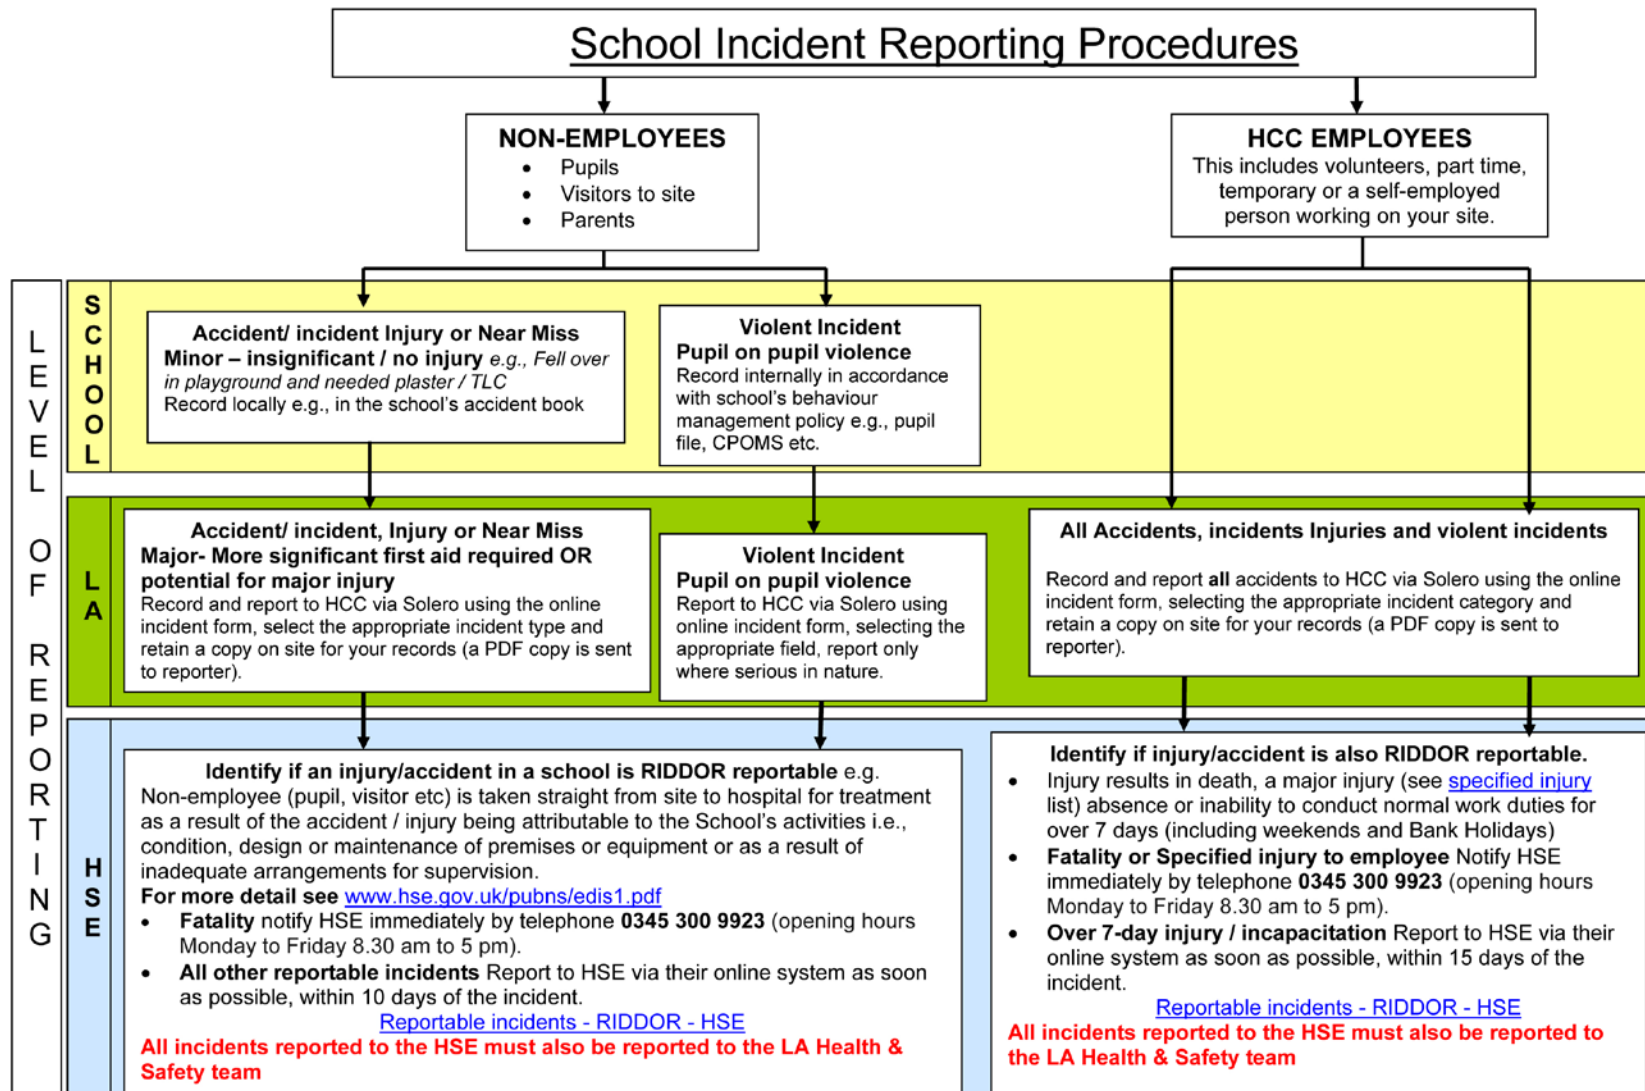 School Incident Reporting Procedures
NON-EMPLOYEES
• Pupils
• Visitors to site
• Parents
HCC EMPLOYEES
This includes volunteers, part time,
temporary or a self-employed
person working on your site.
LEVEL OF REPORTING
SCHOOL
Accident/ incident Injury or Near Miss
Minor – insignificant / no injury e.g., Fell over
in playground and needed plaster / TLC
Record locally e.g., in the school's accident book
Violent Incident
Pupil on pupil violence
Record internally in accordance
with school's behaviour
management policy e.g., pupil
file, CPOMS etc.
LA
Accident/ incident, Injury or Near Miss
Major- More significant first aid required OR
potential for major injury
Record and report to HCC via Solero using the online
incident form, select the appropriate incident type and
retain a copy on site for your records (a PDF copy is sent
to reporter).
Violent Incident
Pupil on pupil violence
Report to HCC via Solero using
online incident form, selecting the
appropriate field, report only
where serious in nature.
All Accidents, incidents Injuries and violent incidents
Record and report all accidents to HCC via Solero using the online
incident form, selecting the appropriate incident category and
retain a copy on site for your records (a PDF copy is sent to
reporter).
HSE
Identify if an injury/accident in a school is RIDDOR reportable e.g.
Non-employee (pupil, visitor etc) is taken straight from site to hospital for treatment
as a result of the accident / injury being attributable to the School's activities i.e.,
condition, design or maintenance of premises or equipment or as a result of
inadequate arrangements for supervision.
For more detail see www.hse.gov.uk/pubns/edis1.pdf
• Fatality notify HSE immediately by telephone 0345 300 9923 (opening hours
Monday to Friday 8.30 am to 5 pm).
• All other reportable incidents Report to HSE via their online system as soon
as possible, within 10 days of the incident.
Reportable incidents - RIDDOR - HSE
All incidents reported to the HSE must also be reported to the LA Health &
Safety team
Identify if injury/accident is also RIDDOR reportable.
• Injury results in death, a major injury (see specified injury
list) absence or inability to conduct normal work duties for
over 7 days (including weekends and Bank Holidays)
• Fatality or Specified injury to employee Notify HSE
immediately by telephone 0345 300 9923 (opening hours
Monday to Friday 8.30 am to 5 pm).
• Over 7-day injury / incapacitation Report to HSE via their
online system as soon as possible, within 15 days of the
incident.
Reportable incidents - RIDDOR - HSE
All incidents reported to the HSE must also be reported to
the LA Health & Safety team